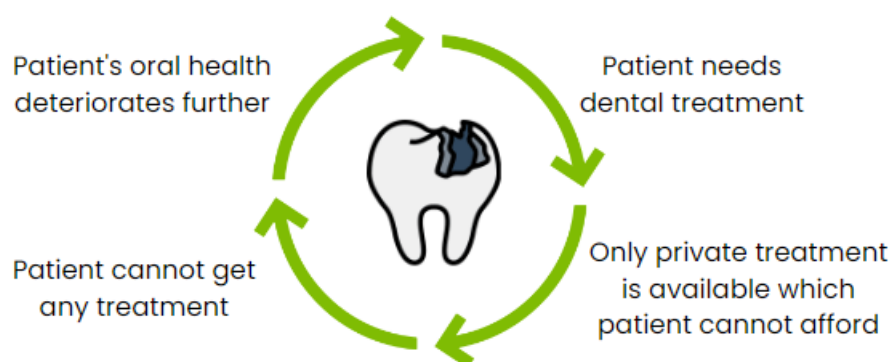 Patient's oral health
deteriorates further
Patient needs
dental treatment
Only private treatment
is available which
patient cannot afford
Patient cannot get
any treatment